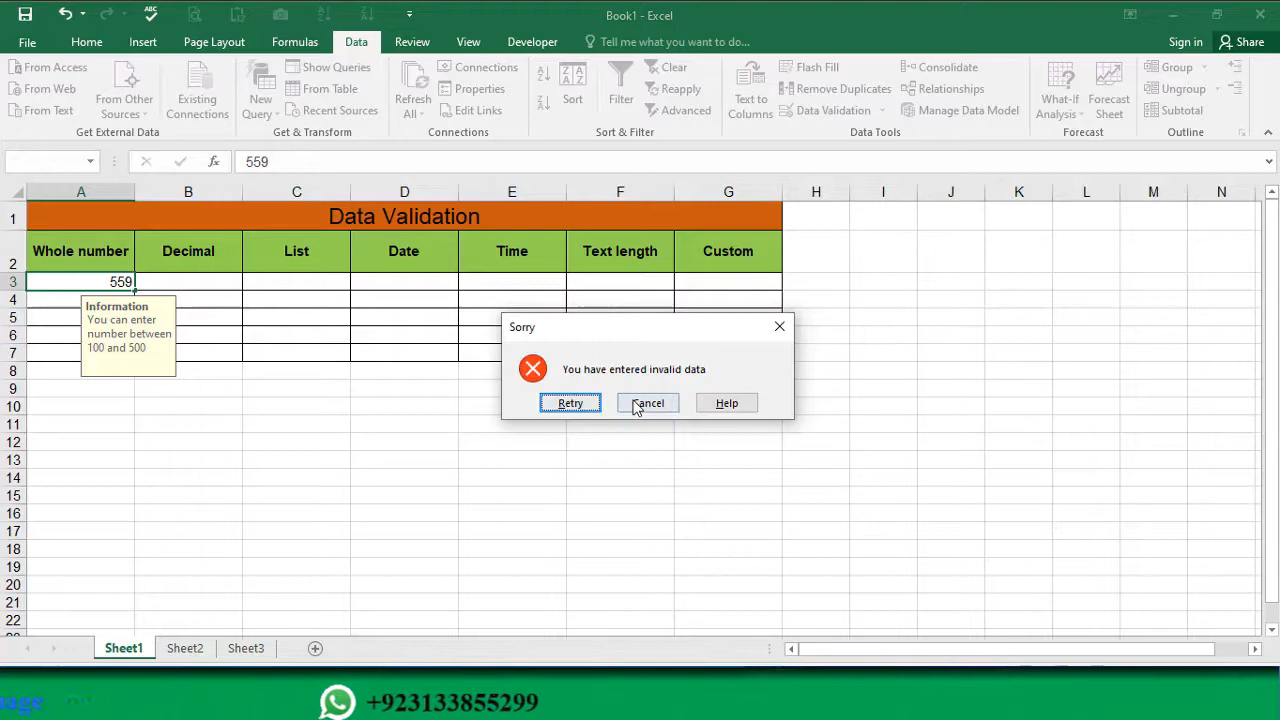 Book1 - Excel
File Home Insert Page Layout Formulas Data Review View Developer Tell me what you want to do... Sign in Share
From Access
From Web
From Text
From Other
Sources
Existing
Connections
Get External Data
New
Query
Show Queries
From Table
Recent Sources
Get & Transform
Refresh
All
Connections
Properties
Edit Links
Connections
Sort
Filter
Clear
Reapply
Advanced
Sort & Filter
Text to
Columns
Flash Fill
Remove Duplicates
Data Validation
Consolidate
Relationships
Manage Data Model
Data Tools
What-If
Analysis
Forecast
Sheet
Forecast
Group
Ungroup
Subtotal
Outline
fx 559
A B C D E F G H I J K L M N
1 Data Validation
2 Whole number Decimal List Date Time Text length Custom
3 559
4
5
6
7
8
9
10
11
12
13
14
15
16
17
18
19
20
21
22
Information
You can enter
number between
100 and 500
Sorry
You have entered invalid data
Retry Cancel Help
Sheet1 Sheet2 Sheet3
+923133855299